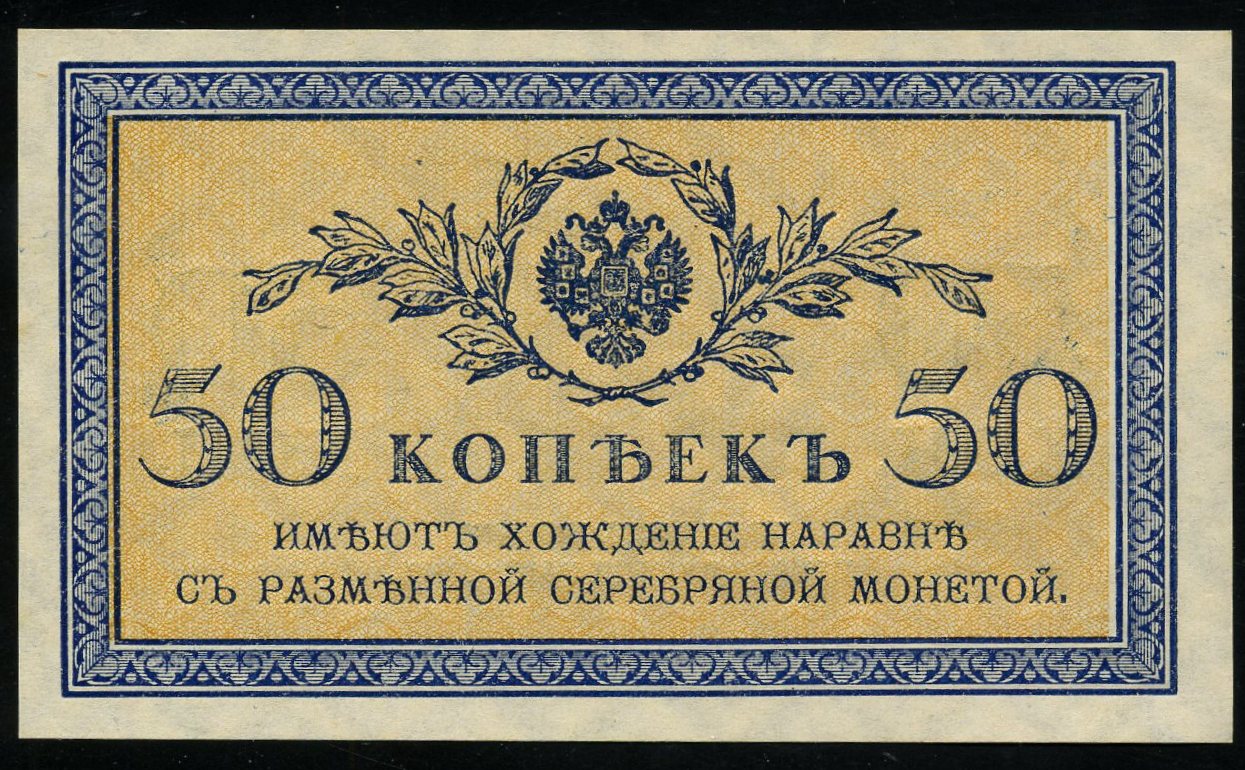 50 КОПѢЕКЪ 50
ИМѢЮТЪ ХОЖДЕНІЕ НАРАВНѢ
СЪ РАЗМѢННОЙ СЕРЕБРЯНОЙ МОНЕТОЙ.